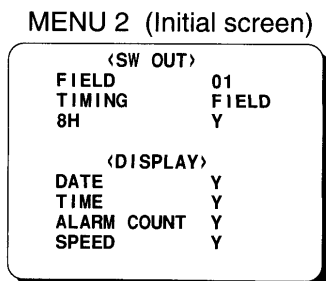 MENU 2 (Initial screen)
<SW OUT>
FIELD 01
TIMING FIELD
8H Y
<DISPLAY>
DATE Y
TIME Y
ALARM COUNT Y
SPEED Y